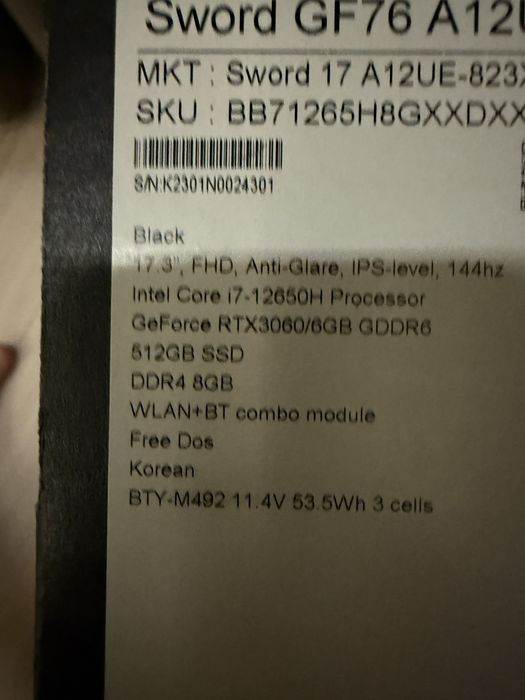 Sword GF76 A12U
MKT : Sword 17 A12UE-823X
SKU : BB71265H8GXXDXX
S/N:K2301N0024301
Black
17.3", FHD, Anti-Glare, IPS-level, 144hz
Intel Core i7-12650H Processor
GeForce RTX3060/6GB GDDR6
512GB SSD
DDR4 8GB
WLAN+BT combo module
Free Dos
Korean
BTY-M492 11.4V 53.5Wh 3 cells